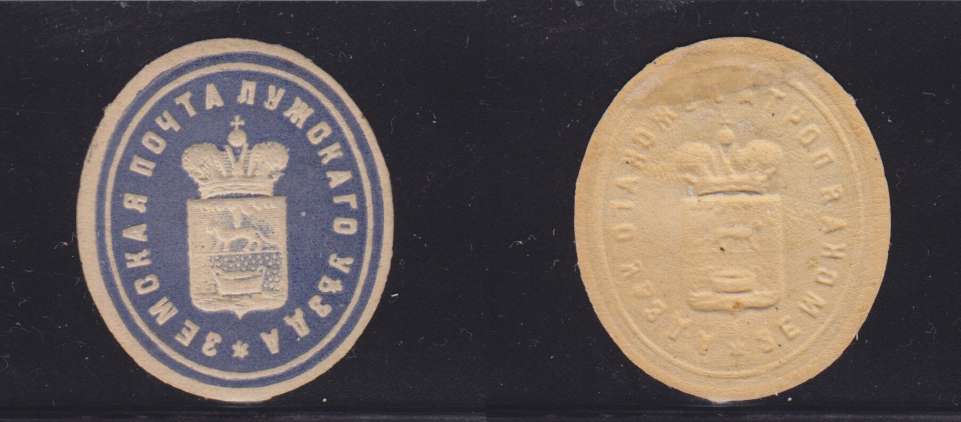 ЗЕМСКАЯ ПОЧТА ЛУЖСКАГО УѢЗДА *